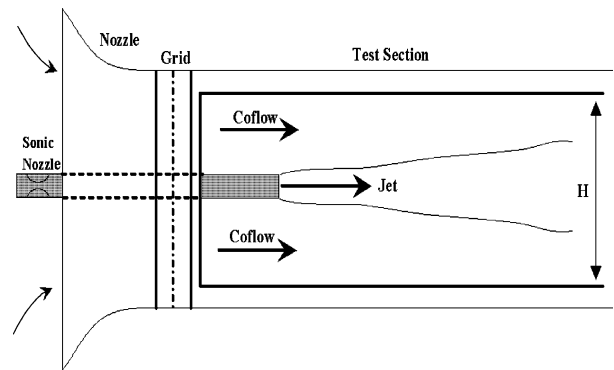 Nozzle
Grid
Test Section
Coflow
Sonic
Nozzle
Jet
H
Coflow